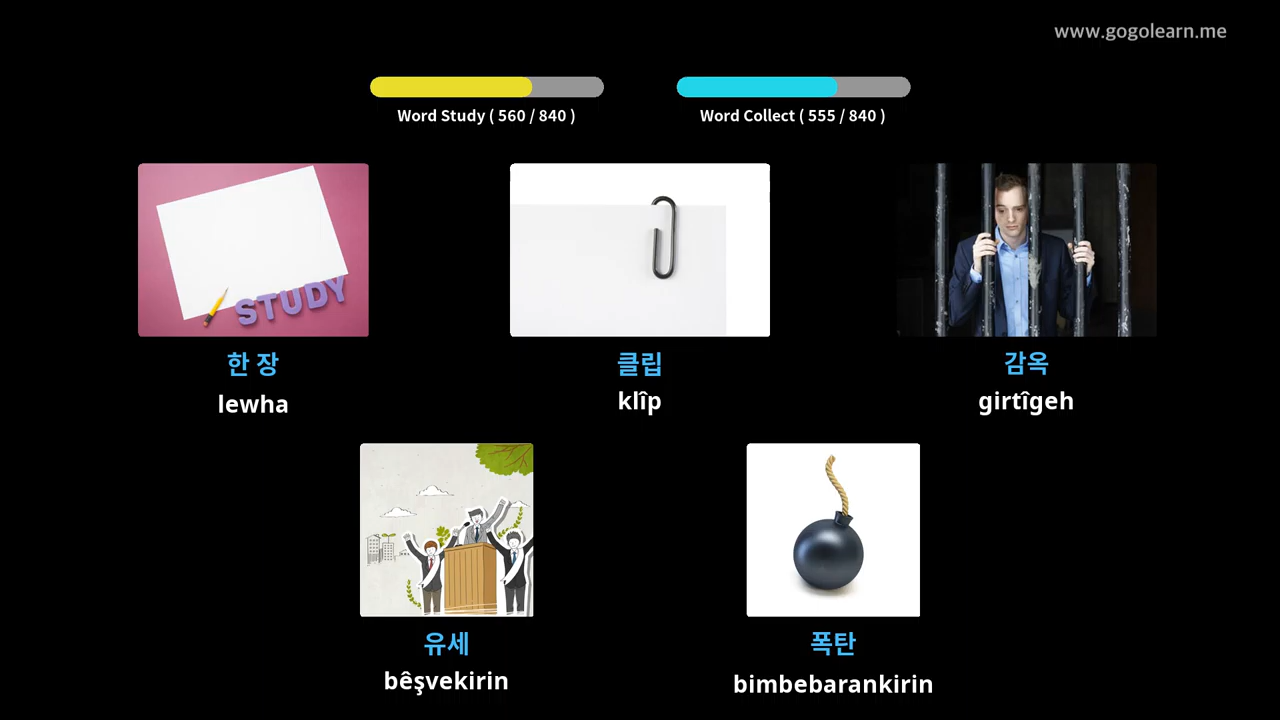 www.gogolearn.me
Word Study ( 560 / 840 )
Word Collect ( 555 / 840 )
STUDY
한 장
lewha
클립
klîp
감옥
girtîgeh
유세
bêşvekirin
폭탄
bimbebarankirin